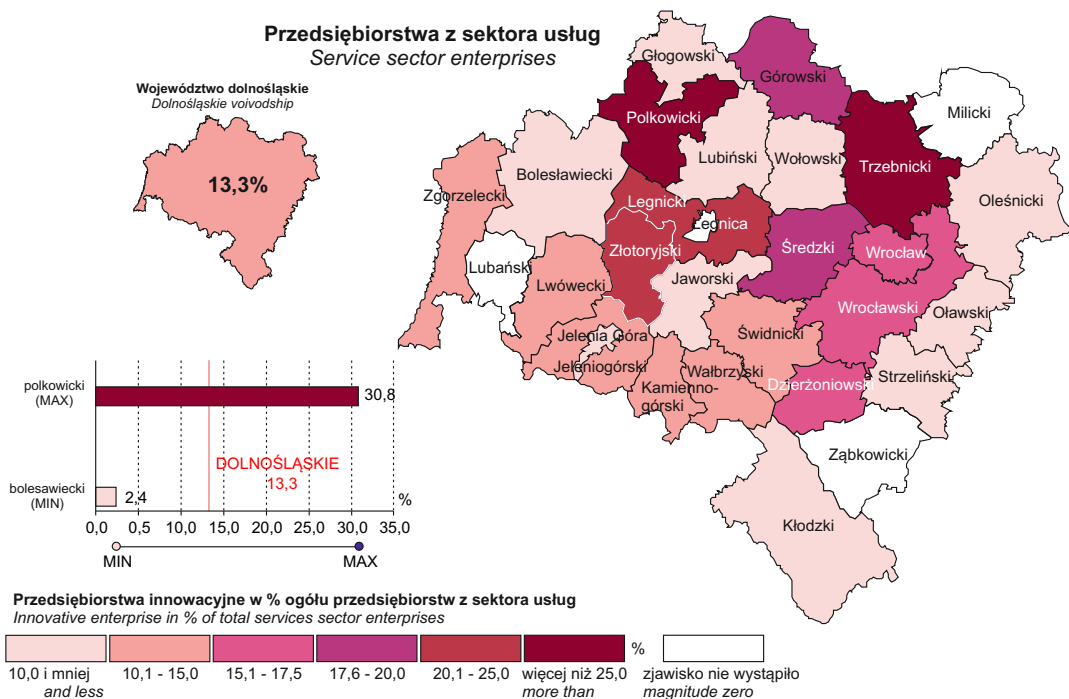 Przedsiębiorstwa z sektora usług
Service sector enterprises
Województwo dolnośląskie
Dolnośląskie voivodship
13,3%
Głogowski
Górowski
Milicki
Polkowicki
Lubiński
Wołowski
Trzebnicki
Oleśnicki
Bolesławiecki
Zgorzelecki
Legnicki
Legnica
Złotoryjski
Średzki
Wrocław
Lubański
Lwówecki
Jaworski
Wrocławski
Oławski
Jelenia Góra
Świdnicki
Jeleniogórski
Wałbrzyski
Kamienno-
górski
Dzierżoniowski
Strzeliński
Ząbkowicki
Kłodzki
polkowicki
(MAX)
30,8
DOLNOŚLĄSKIE
13,3
bolesawiecki
(MIN)
2,4
%
0,0 5,0 10,0 15,0 20,0 25,0 30,0 35,0
MIN MAX
Przedsiębiorstwa innowacyjne w % ogółu przedsiębiorstw z sektora usług
Innovative enterprise in % of total services sector enterprises
%
10,0 i mniej 10,1 - 15,0 15,1 - 17,5 17,6 - 20,0 20,1 - 25,0 więcej niż 25,0 zjawisko nie wystąpiło
and less more than magnitude zero